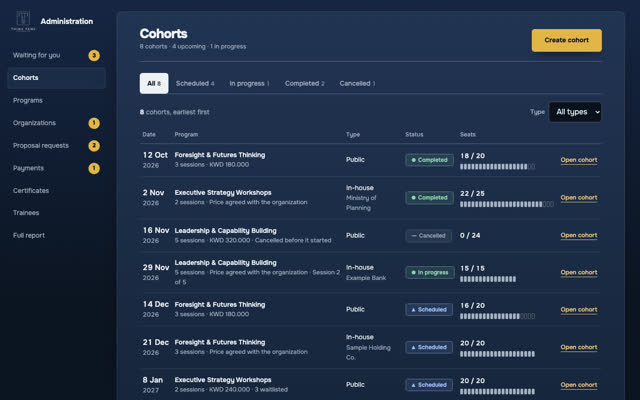 THINK FENS
Administration
Waiting for you 3
Cohorts
Programs
Organizations 1
Proposal requests 2
Payments 1
Certificates
Trainees
Full report
Cohorts
8 cohorts · 4 upcoming · 1 in progress
Create cohort
All 8 Scheduled 4 In progress 1 Completed 2 Cancelled 1
8 cohorts, earliest first
Type All types
Date Program Type Status Seats
12 Oct
2026
Foresight & Futures Thinking
3 sessions · KWD 180.000
Public
Completed
18 / 20
Open cohort
2 Nov
2026
Executive Strategy Workshops
2 sessions · Price agreed with the organization
In-house
Ministry of
Planning
Completed
22 / 25
Open cohort
16 Nov
2026
Leadership & Capability Building
5 sessions · KWD 320.000 · Cancelled before it started
Public
Cancelled
0 / 24
Open cohort
29 Nov
2026
Leadership & Capability Building
5 sessions · Price agreed with the organization · Session 2
of 5
In-house
Example Bank
In progress
15 / 15
Open cohort
14 Dec
2026
Foresight & Futures Thinking
3 sessions · KWD 180.000
Public
Scheduled
16 / 20
Open cohort
21 Dec
2026
Foresight & Futures Thinking
3 sessions · Price agreed with the organization
In-house
Sample Holding
Co.
Scheduled
20 / 20
Open cohort
8 Jan
2027
Executive Strategy Workshops
2 sessions · KWD 240.000 · 3 waitlisted
Public
Scheduled
20 / 20
Open cohort